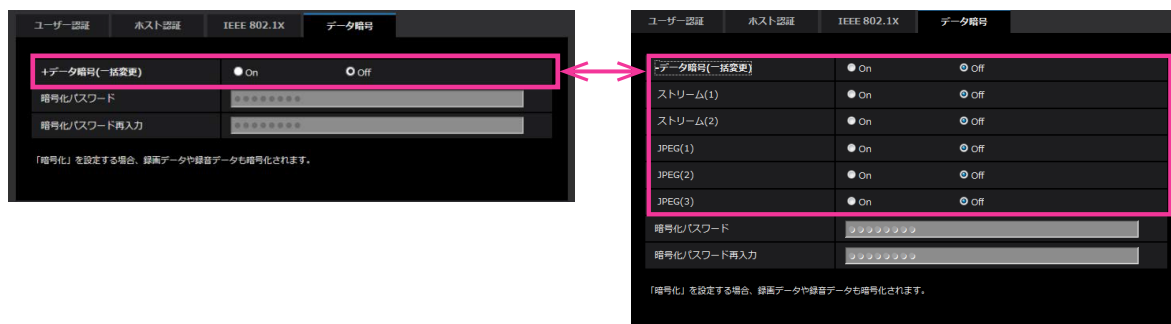 ユーザー認証 ホスト認証 IEEE 802.1X データ暗号
+データ暗号(一括変更) On Off
暗号化パスワード
暗号化パスワード再入力
「暗号化」を設定する場合、録画データや録音データも暗号化されます。
ユーザー認証 ホスト認証 IEEE 802.1X データ暗号
-データ暗号(一括変更) On Off
ストリーム(1) On Off
ストリーム(2) On Off
JPEG(1) On Off
JPEG(2) On Off
JPEG(3) On Off
暗号化パスワード
暗号化パスワード再入力
「暗号化」を設定する場合、録画データや録音データも暗号化されます。